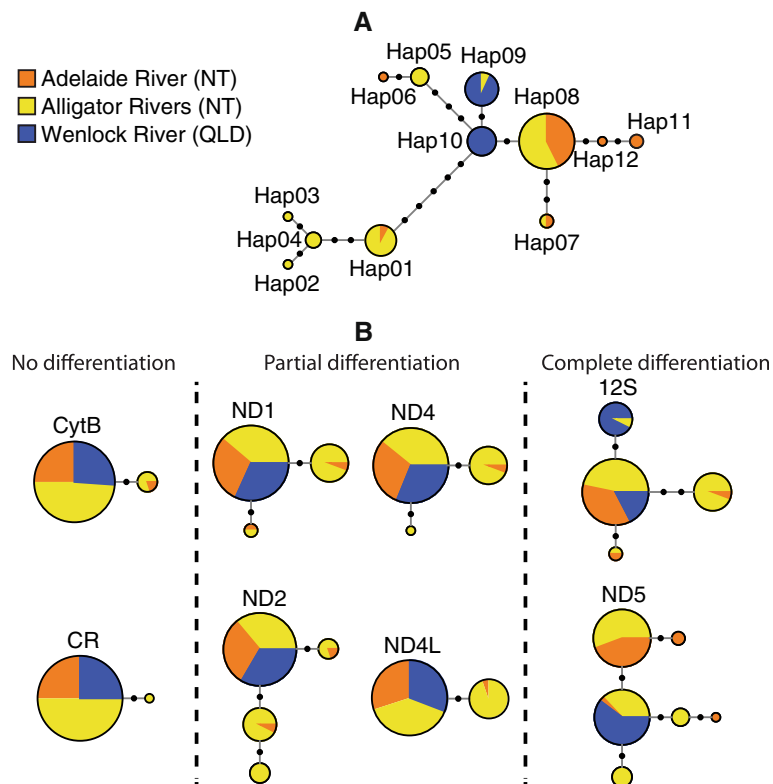 A
Adelaide River (NT)
Alligator Rivers (NT)
Wenlock River (QLD)
Hap05
Hap09
Hap06
Hap08
Hap10
Hap11
Hap12
Hap03
Hap04
Hap07
Hap01
Hap02
B
No differentiation
Partial differentiation
Complete differentiation
CytB
ND1
ND4
12S
CR
ND2
ND4L
ND5